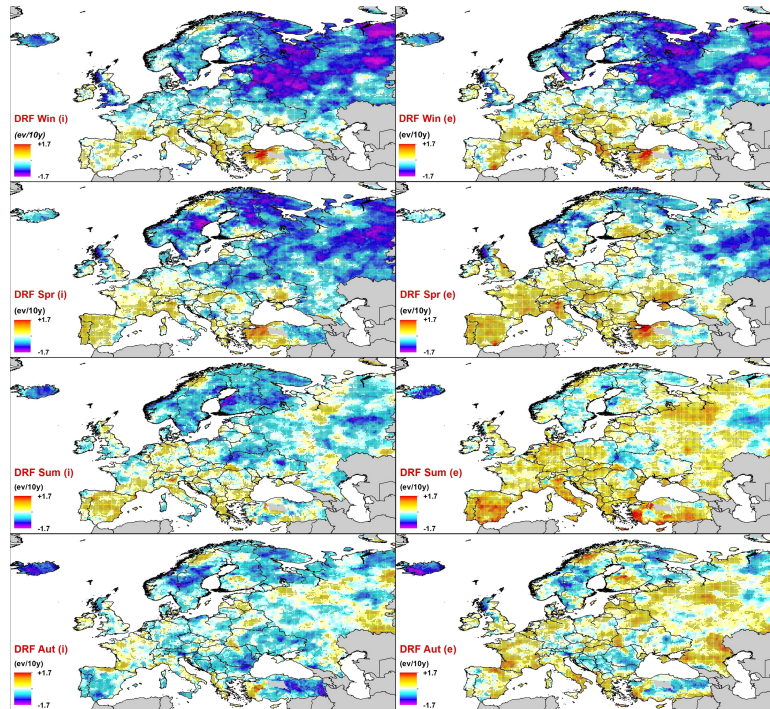 DRF Win (i)
(ev/10y)
+1.7
-1.7
DRF Win (e)
(ev/10y)
+1.7
-1.7
DRF Spr (i)
(ev/10y)
+1.7
-1.7
DRF Spr (e)
(ev/10y)
+1.7
-1.7
DRF Sum (i)
(ev/10y)
+1.7
-1.7
DRF Sum (e)
(ev/10y)
+1.7
-1.7
DRF Aut (i)
(ev/10y)
+1.7
-1.7
DRF Aut (e)
(ev/10y)
+1.7
-1.7